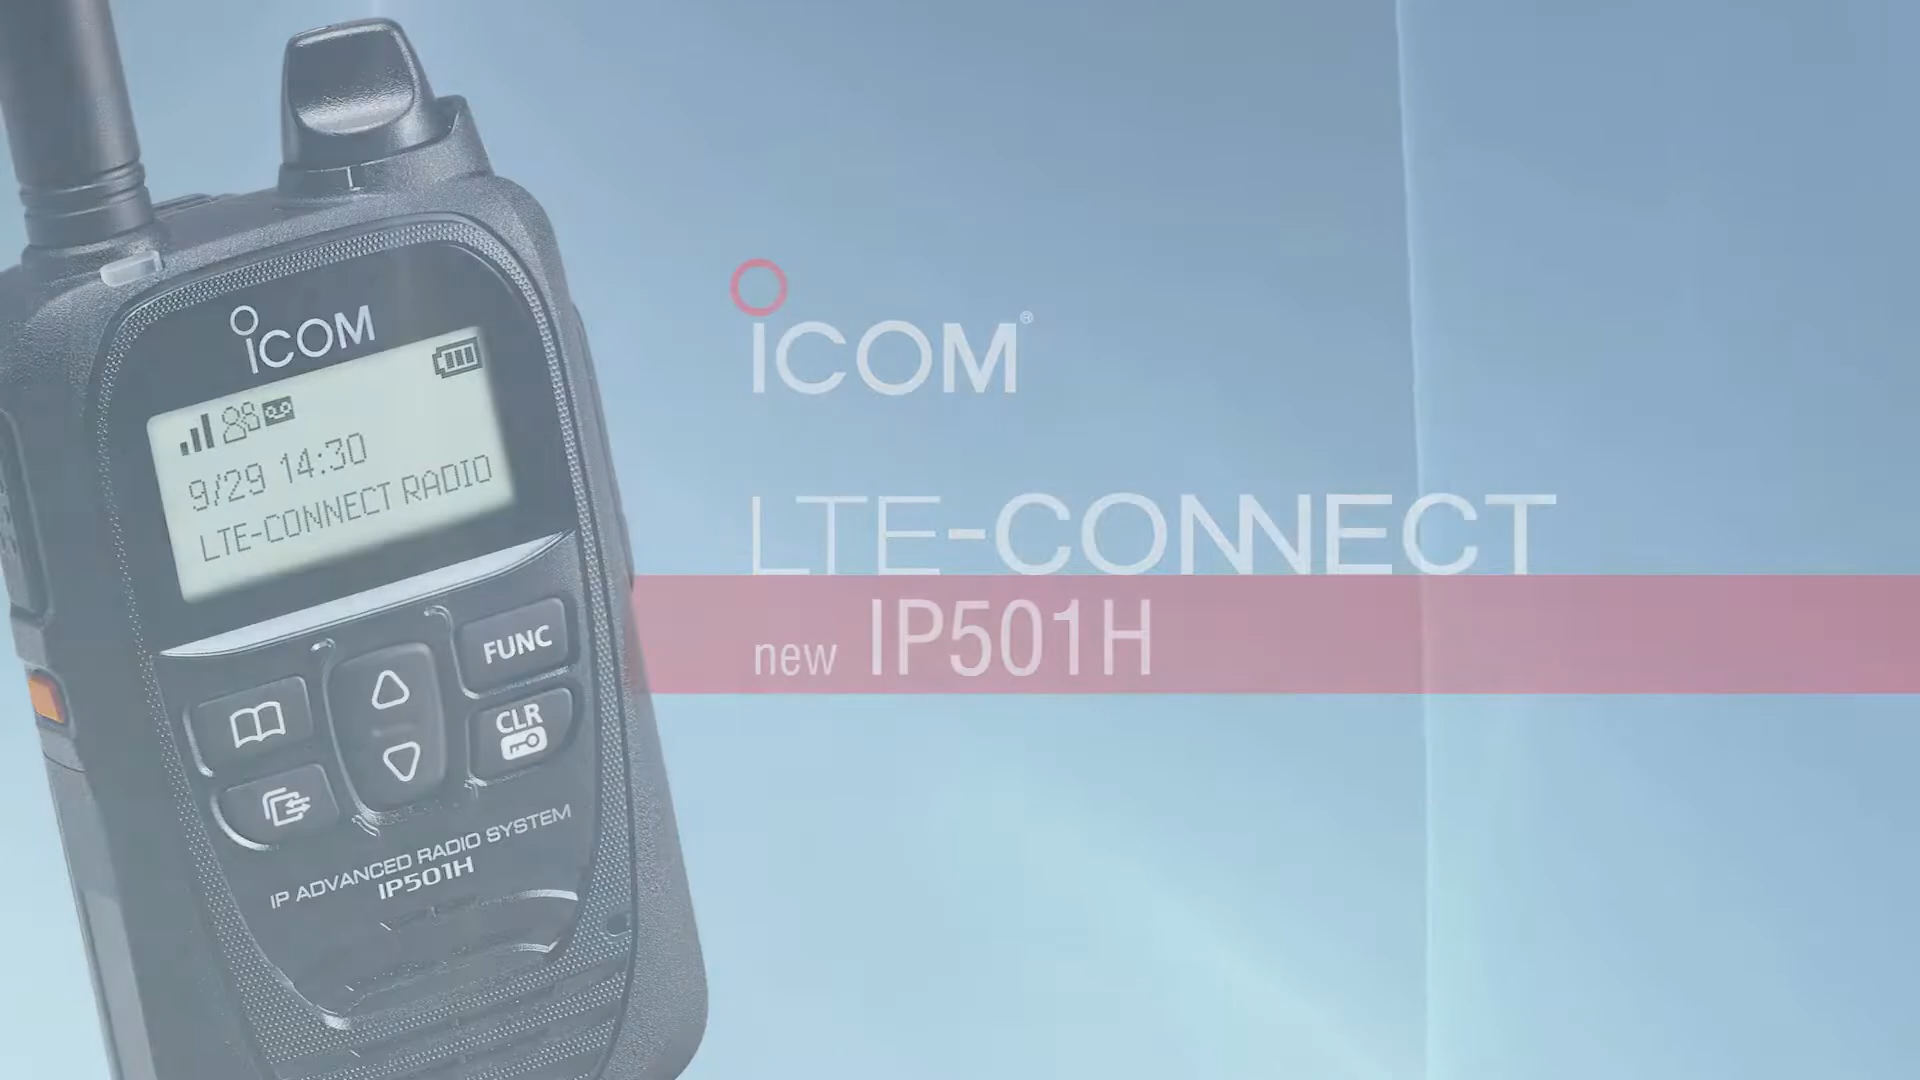 ICOM
9/29 14:30
LTE-CONNECT RADIO
FUNC
CLR
IP ADVANCED RADIO SYSTEM
IP501H
ICOM®
LTE-CONNECT
new IP501H